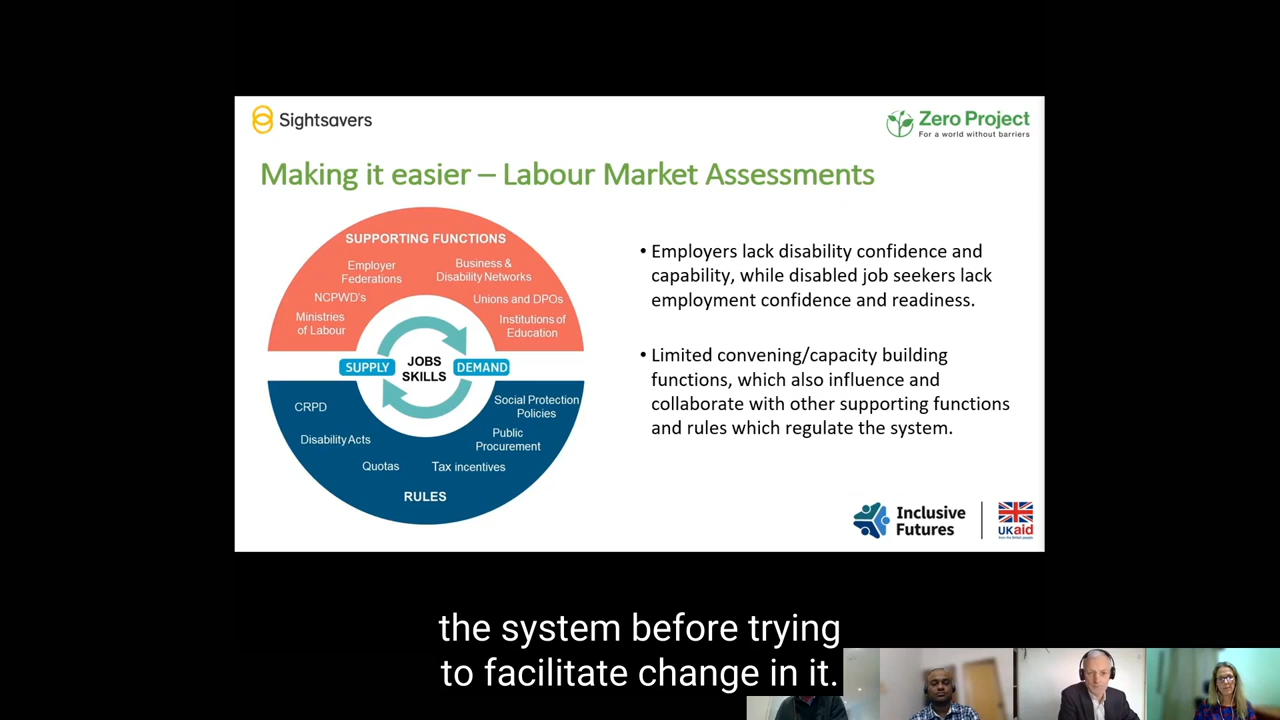 Sightsavers
Zero Project
For a world without barriers
Making it easier – Labour Market Assessments
SUPPORTING FUNCTIONS
Employer
Federations
Business &
Disability Networks
NCPWD's
Unions and DPOs
Ministries
of Labour
Institutions of
Education
SUPPLY
JOBS
SKILLS
DEMAND
CRPD
Social Protection
Policies
Disability Acts
Public
Procurement
Quotas
Tax incentives
RULES
• Employers lack disability confidence and
capability, while disabled job seekers lack
employment confidence and readiness.
• Limited convening/capacity building
functions, which also influence and
collaborate with other supporting functions
and rules which regulate the system.
Inclusive
Futures
UKaid
from the British people
the system before trying
to facilitate change in it.